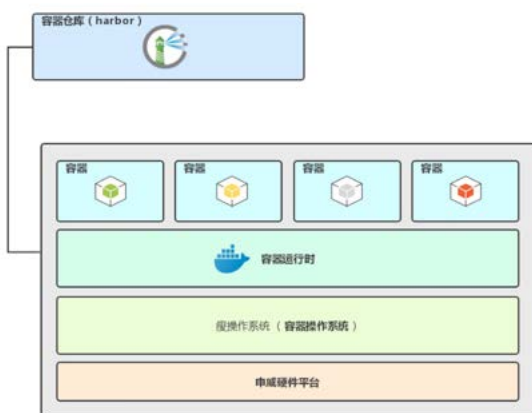 容器仓库（harbor）
容器
容器
容器
容器
容器运行时
瘦操作系统（容器操作系统）
申威硬件平台